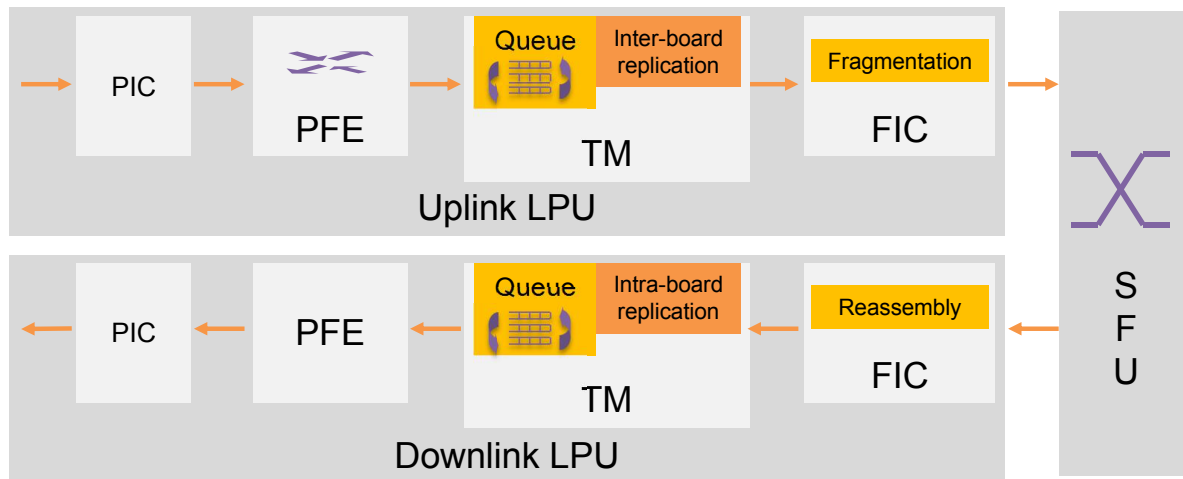 PIC
PFE
Queue
Inter-board
replication
TM
Fragmentation
FIC
Uplink LPU
PIC
PFE
Queue
Intra-board
replication
TM
Reassembly
FIC
Downlink LPU
S
F
U